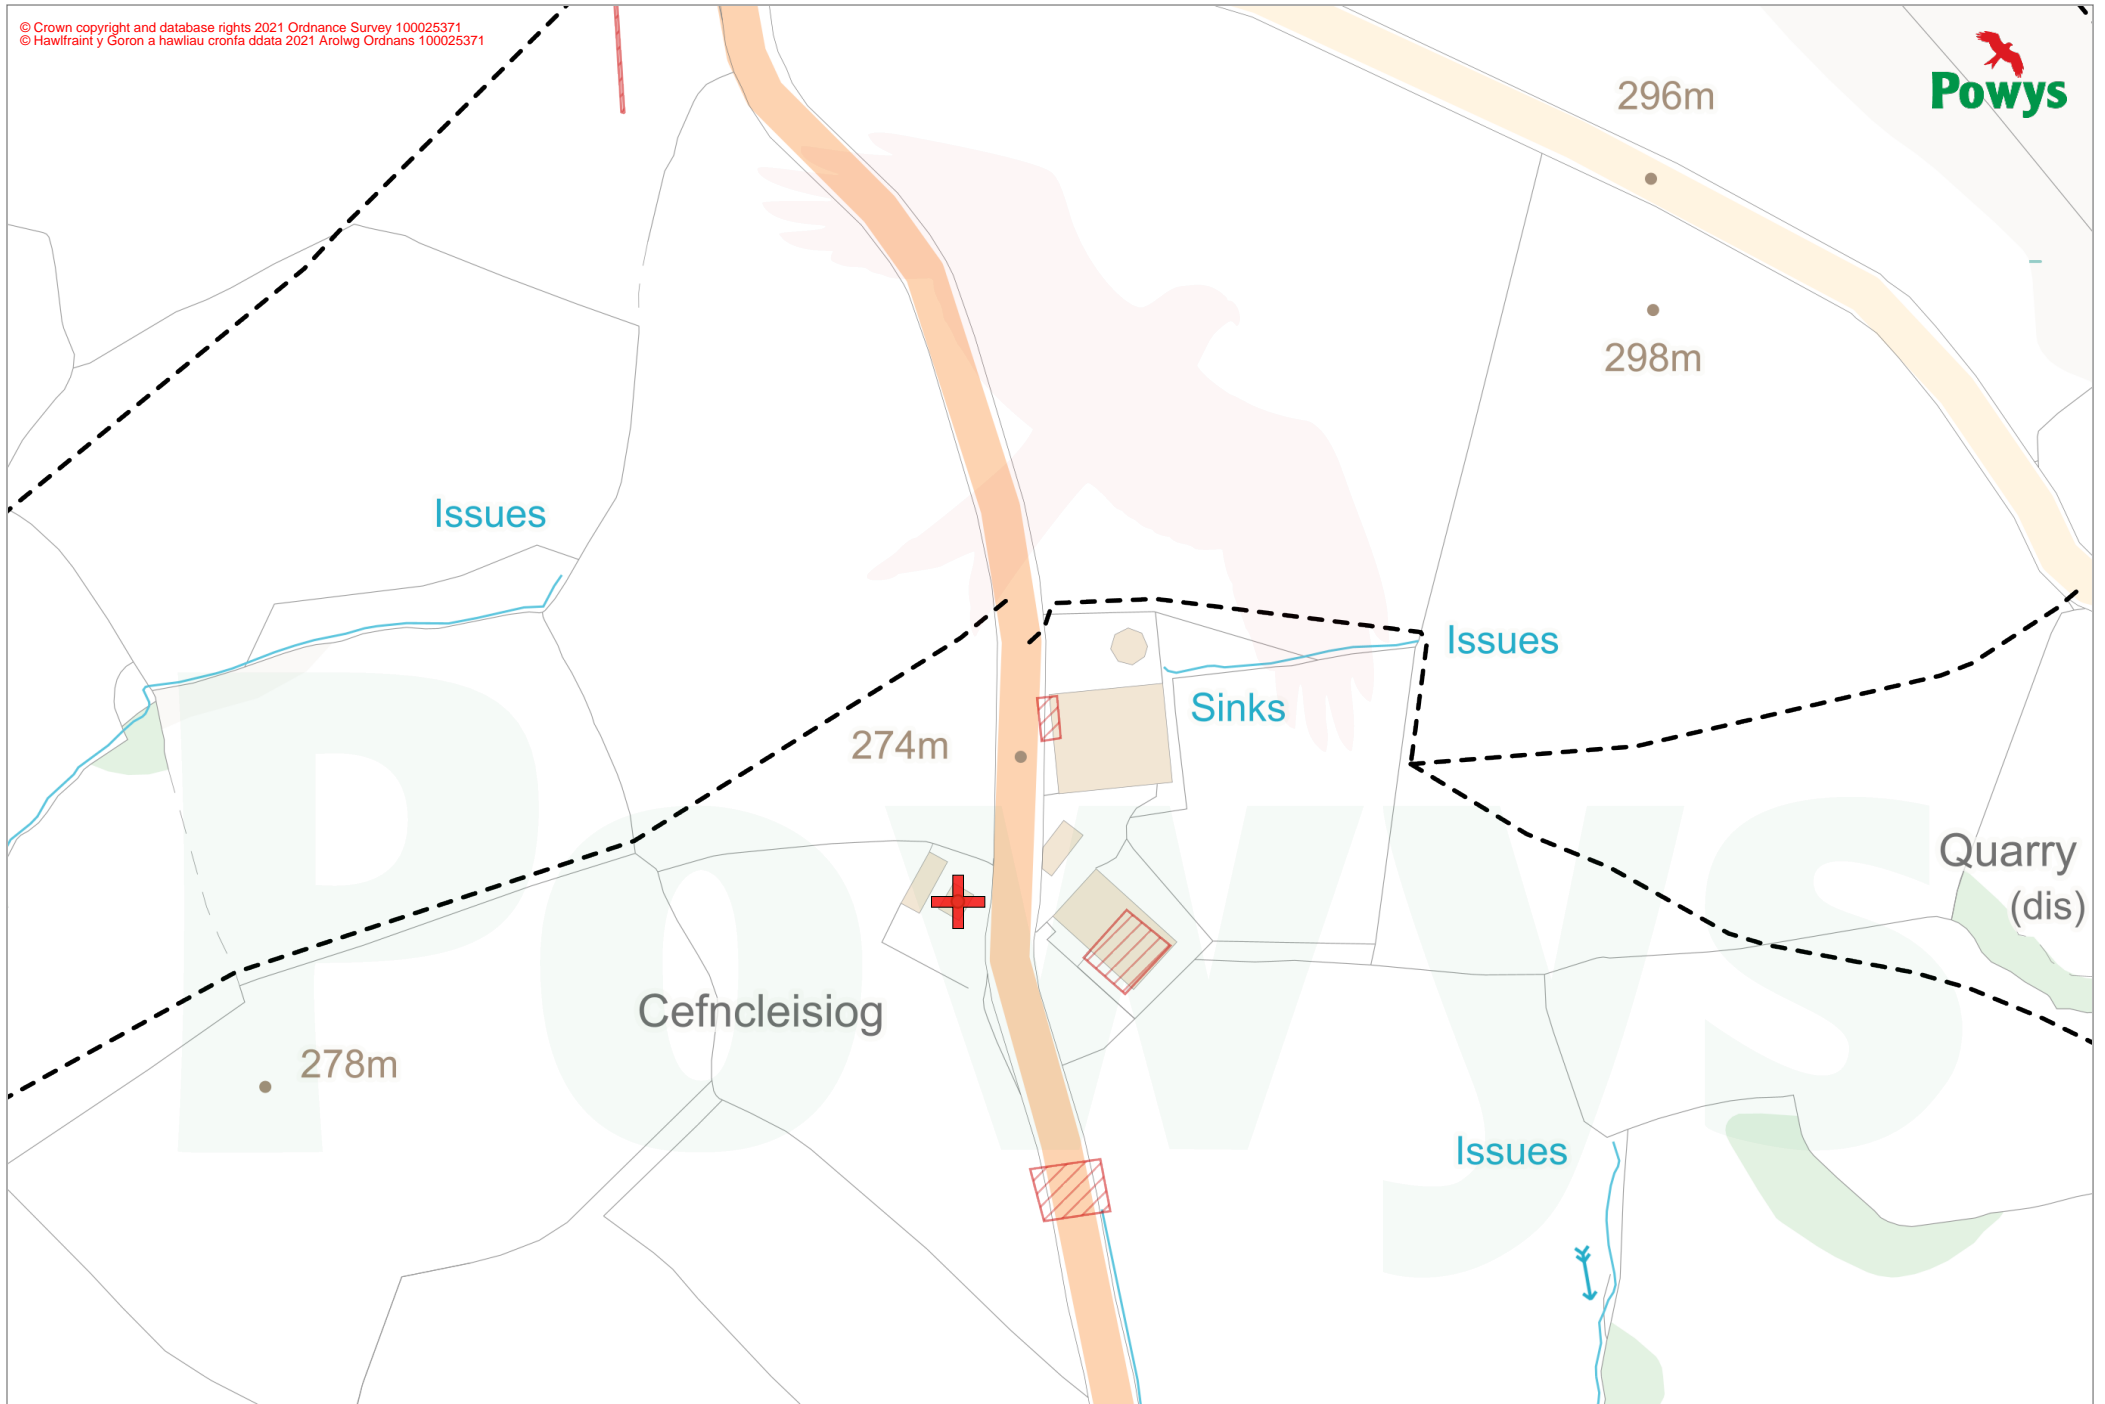 © Crown copyright and database rights 2021 Ordnance Survey 100025371
© Hawlfraint y Goron a hawliau cronfa ddata 2021 Arolwg Ordnans 100025371
Powys
296m
298m
Issues
Issues
Sinks
274m
Quarry
(dis)
Cefncleisiog
278m
Issues
Powys